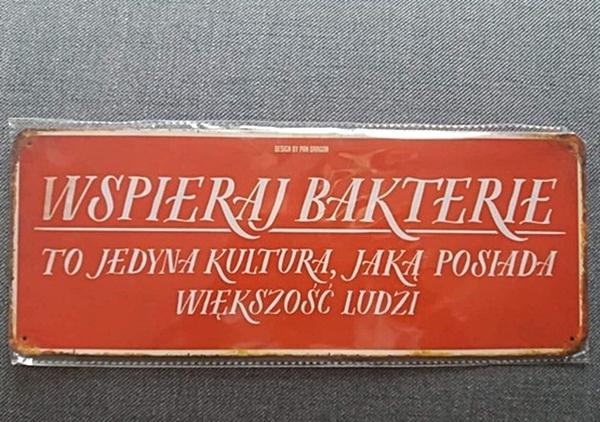 DESIGN BY PAN DRAGON
WSPIERAJ BAKTERIE
TO JEDYNA KULTURA, JAKĄ POSIADA
WIĘKSZOŚĆ LUDZI